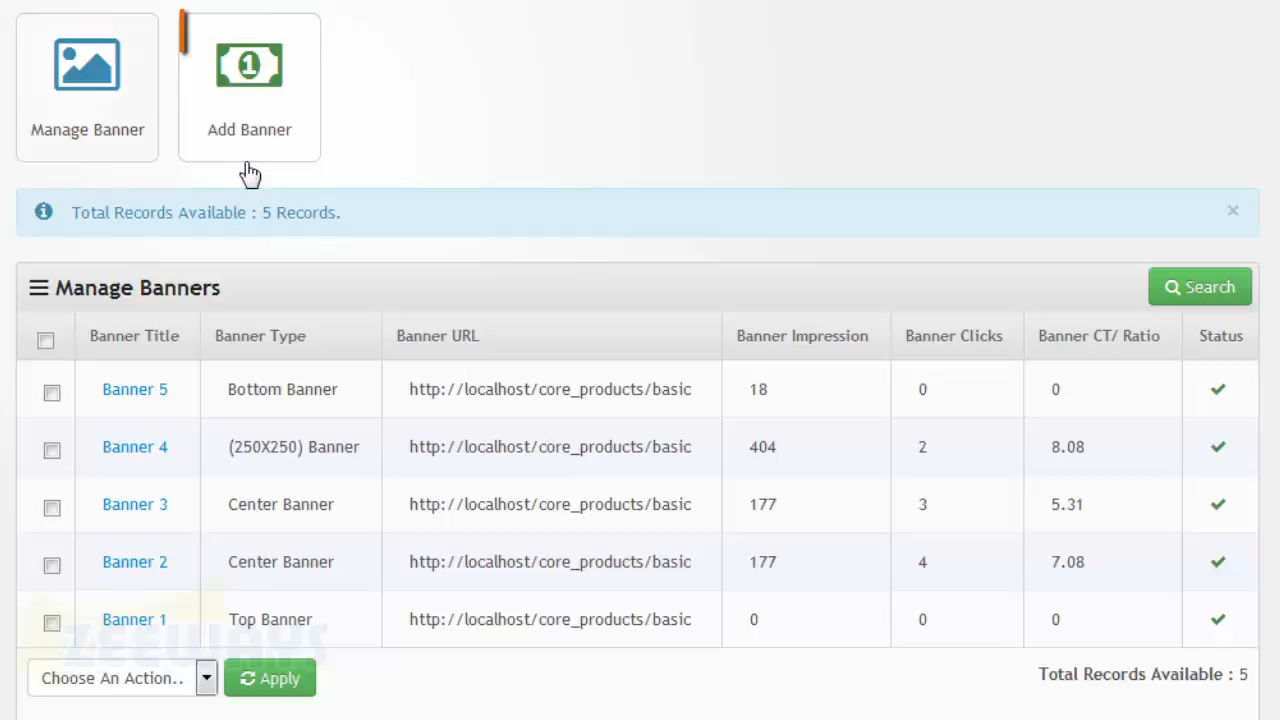 1
Manage Banner Add Banner
Total Records Available : 5 Records. ×
Manage Banners Search
Banner Title Banner Type Banner URL Banner Impression Banner Clicks Banner CT/ Ratio Status
Banner 5 Bottom Banner http://localhost/core_products/basic 18 0 0
Banner 4 (250X250) Banner http://localhost/core_products/basic 404 2 8.08
Banner 3 Center Banner http://localhost/core_products/basic 177 3 5.31
Banner 2 Center Banner http://localhost/core_products/basic 177 4 7.08
Banner 1 Top Banner http://localhost/core_products/basic 0 0 0
ZEEWAYS
Choose An Action.. Apply Total Records Available : 5